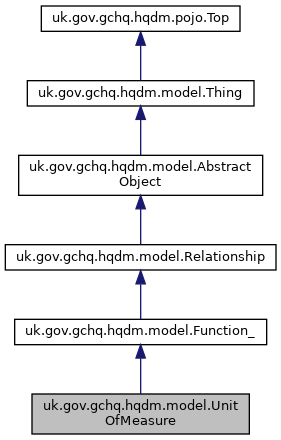 uk.gov.gchq.hqdm.pojo.Top
uk.gov.gchq.hqdm.model.Thing
uk.gov.gchq.hqdm.model.Abstract
Object
uk.gov.gchq.hqdm.model.Relationship
uk.gov.gchq.hqdm.model.Function_
uk.gov.gchq.hqdm.model.Unit
OfMeasure